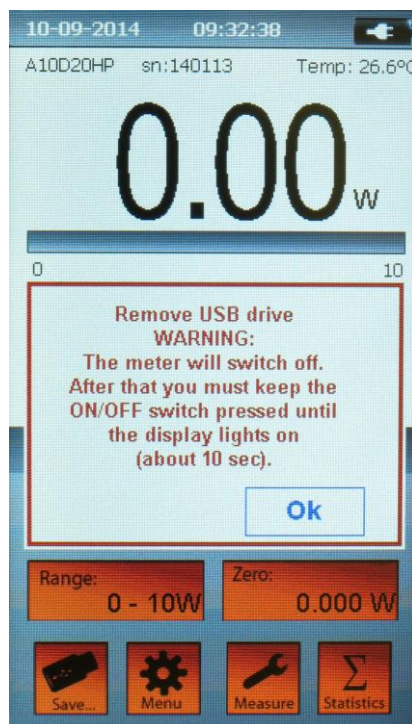 10-09-2014 09:32:38
A10D20HP sn:140113 Temp: 26.6°C
0.00 W
0 10
Remove USB drive
WARNING:
The meter will switch off.
After that you must keep the
ON/OFF switch pressed until
the display lights on
(about 10 sec).
Ok
Range: Zero:
0 - 10W 0.000 W
Save... Menu Measure Statistics